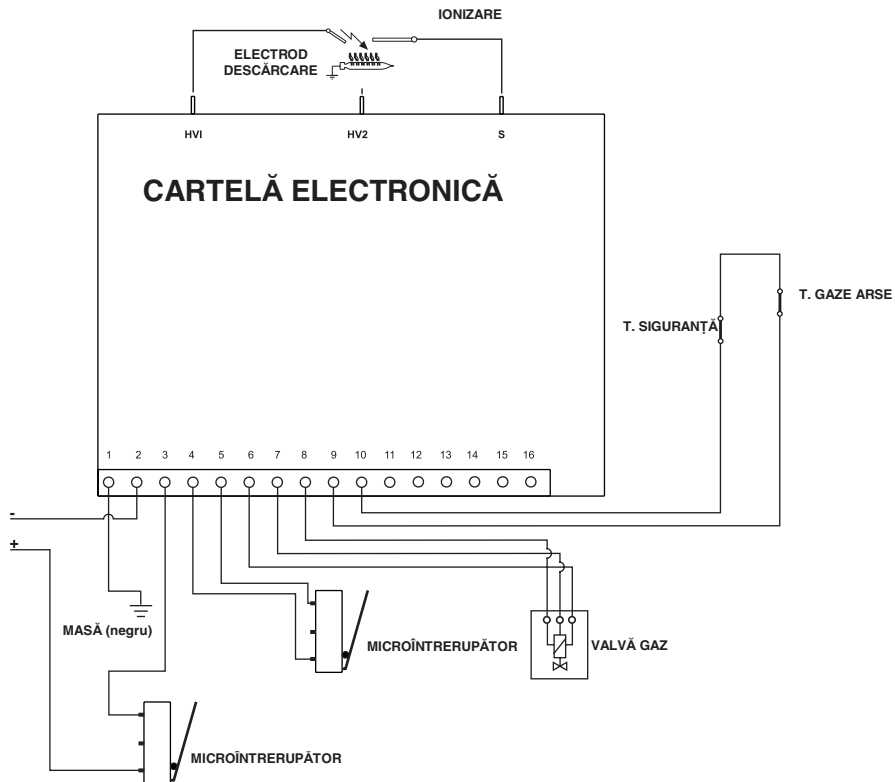 IONIZARE
ELECTROD
DESCĂRCARE
HVI
HV2
S
CARTELĂ ELECTRONICĂ
T. GAZE ARSE
T. SIGURANȚĂ
1 2 3 4 5 6 7 8 9 10 11 12 13 14 15 16
-
+
MASĂ (negru)
MICROÎNTRERUPĂTOR
VALVĂ GAZ
MICROÎNTRERUPĂTOR